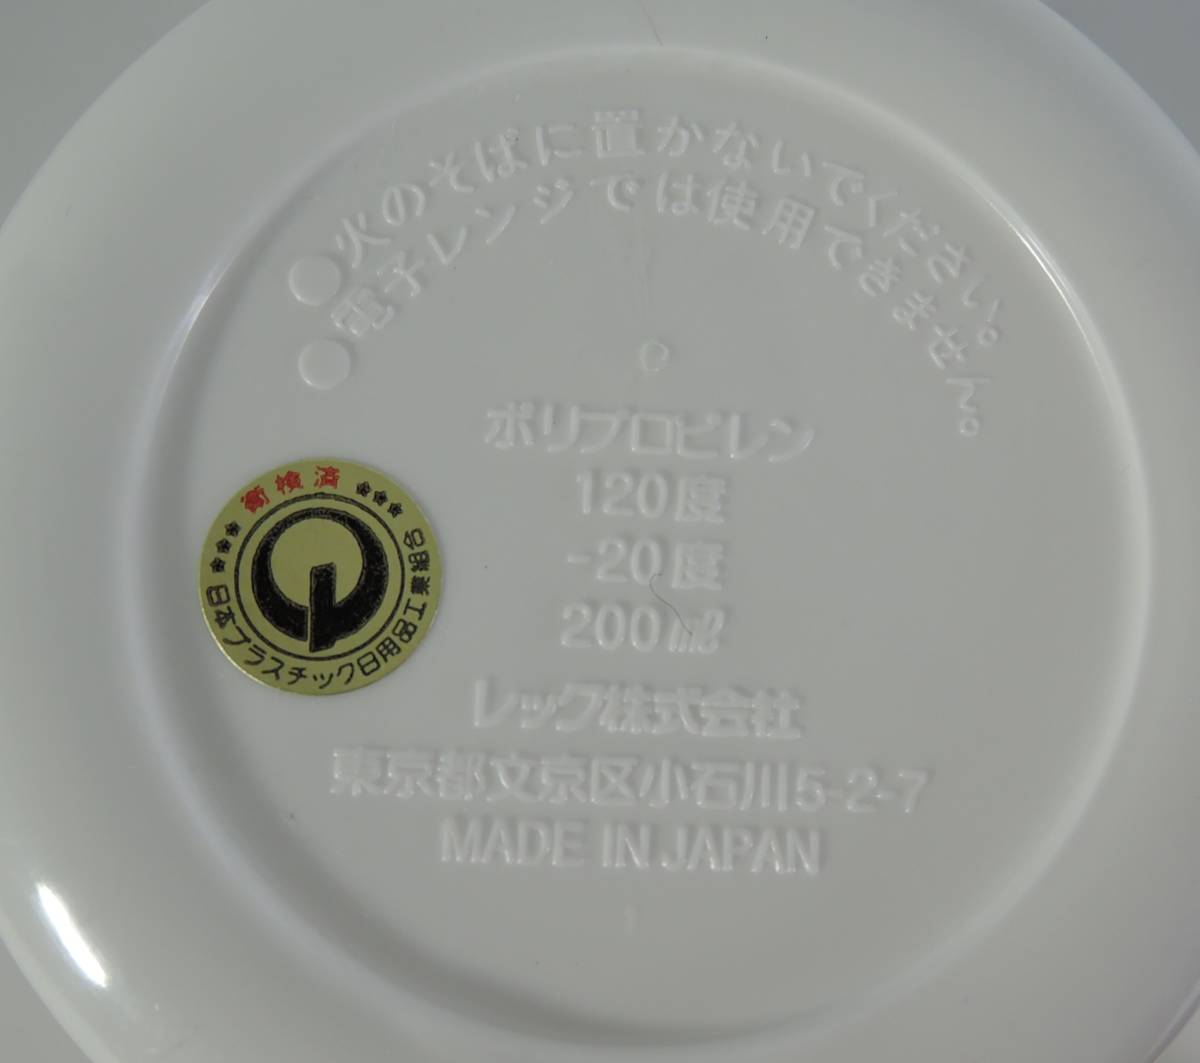 ●火のそばに置かないでください。
●電子レンジでは使用できません。
ポリプロピレン
120度
-20度
200㎖
レック株式会社
東京都文京区小石川5-2-7
MADE IN JAPAN
1
衛検済
日本プラスチック日用品工業組合